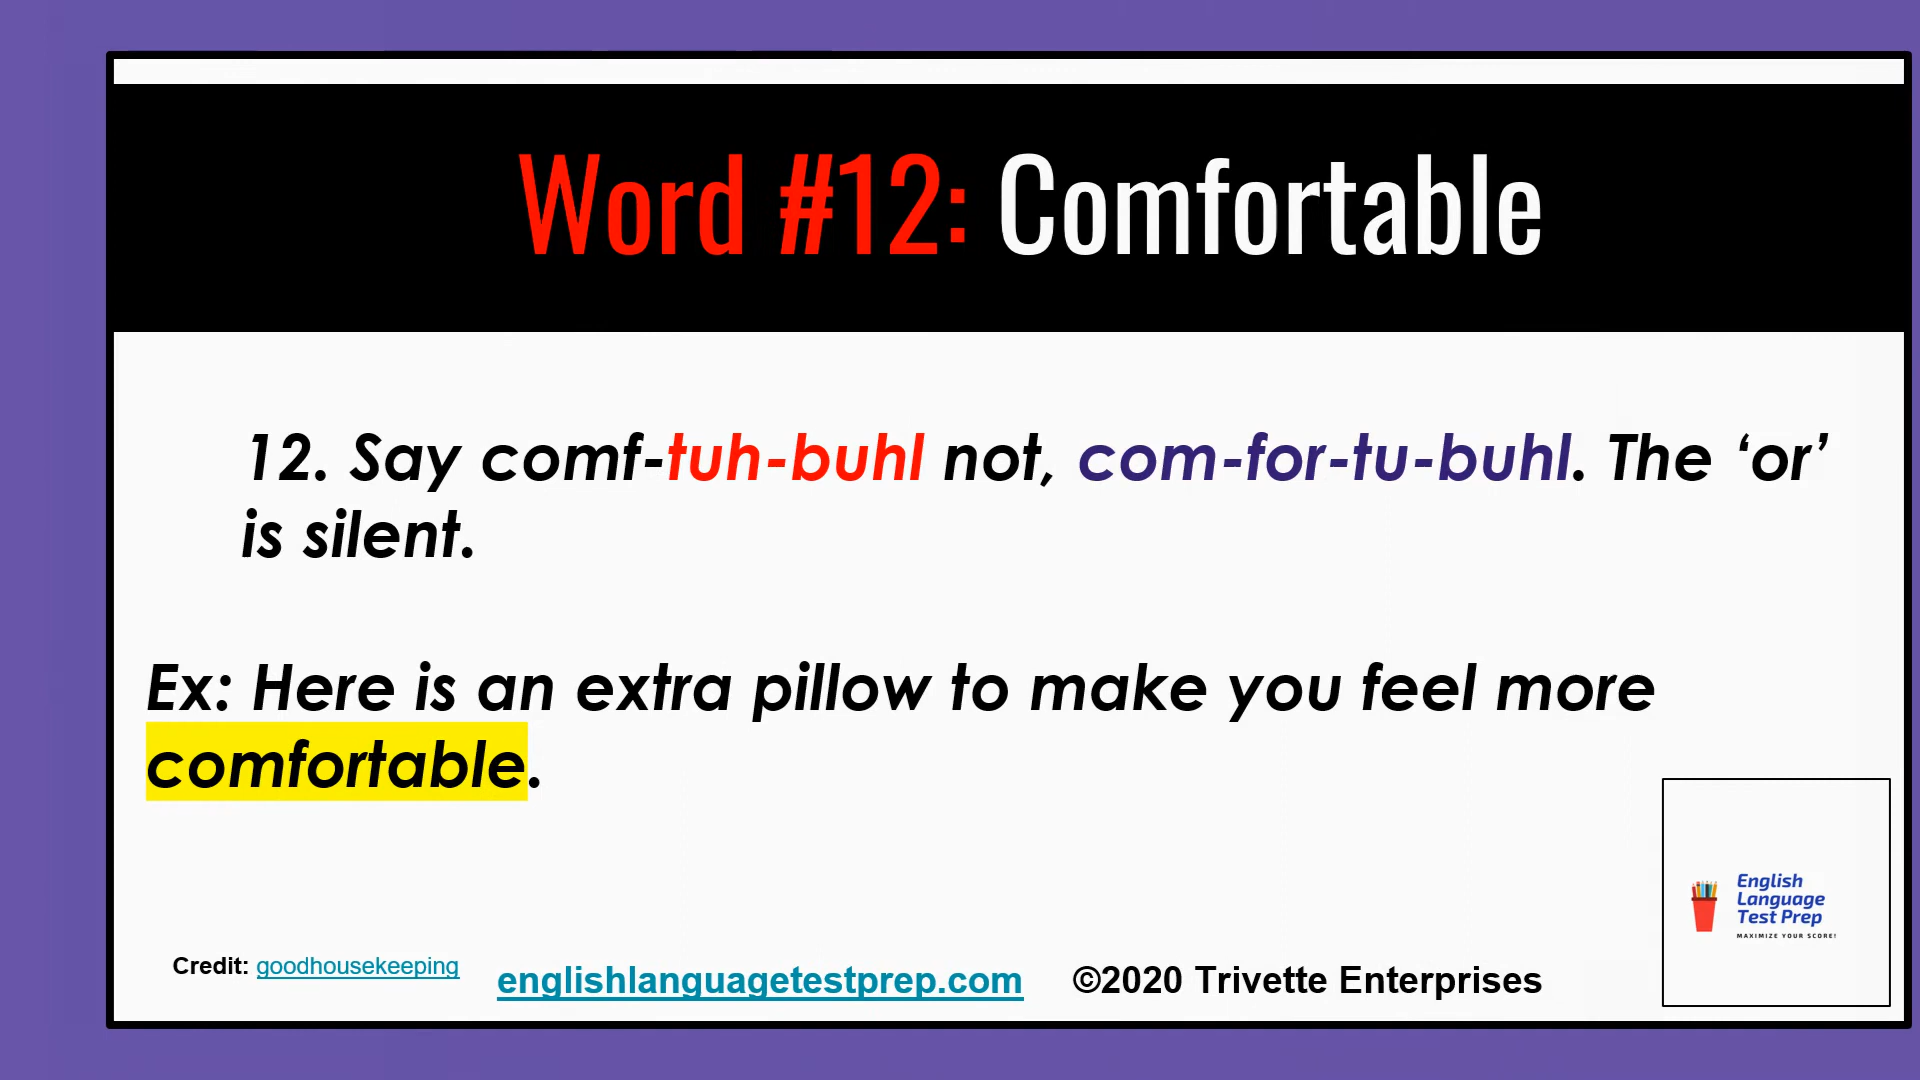 Word #12: Comfortable
12. Say comf-tuh-buhl not, com-for-tu-buhl. The ‘or’
is silent.
Ex: Here is an extra pillow to make you feel more
comfortable.
English
Language
Test Prep
MAXIMIZE YOUR SCORE!
Credit: goodhousekeeping
englishlanguagetestprep.com
©2020 Trivette Enterprises